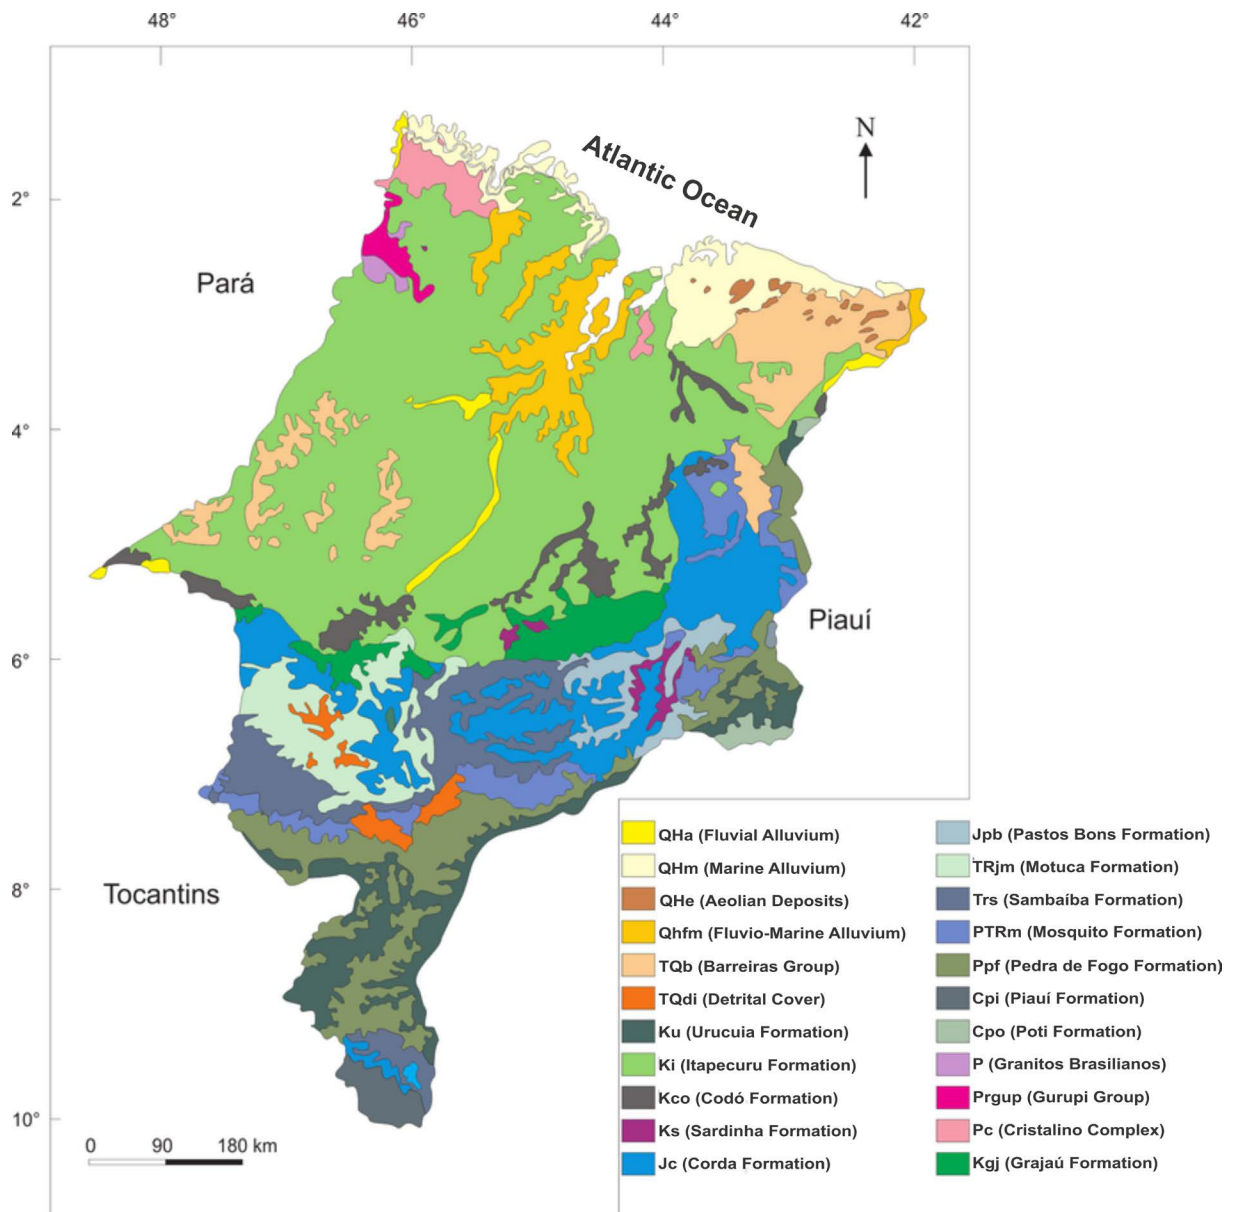 48° 46° 44° 42°
N
Atlantic Ocean
2°
Pará
4°
Piauí
6°
8°
Tocantins
10°
0 90 180 km
QHa (Fluvial Alluvium)
QHm (Marine Alluvium)
QHe (Aeolian Deposits)
Qhfm (Fluvio-Marine Alluvium)
TQb (Barreiras Group)
TQdi (Detrital Cover)
Ku (Urucuia Formation)
Ki (Itapecuru Formation)
Kco (Codó Formation)
Ks (Sardinha Formation)
Jc (Corda Formation)
Jpb (Pastos Bons Formation)
TRjm (Motuca Formation)
Trs (Sambaíba Formation)
PTRm (Mosquito Formation)
Ppf (Pedra de Fogo Formation)
Cpi (Piauí Formation)
Cpo (Poti Formation)
P (Granitos Brasilianos)
Prgup (Gurupi Group)
Pc (Cristalino Complex)
Kgj (Grajaú Formation)